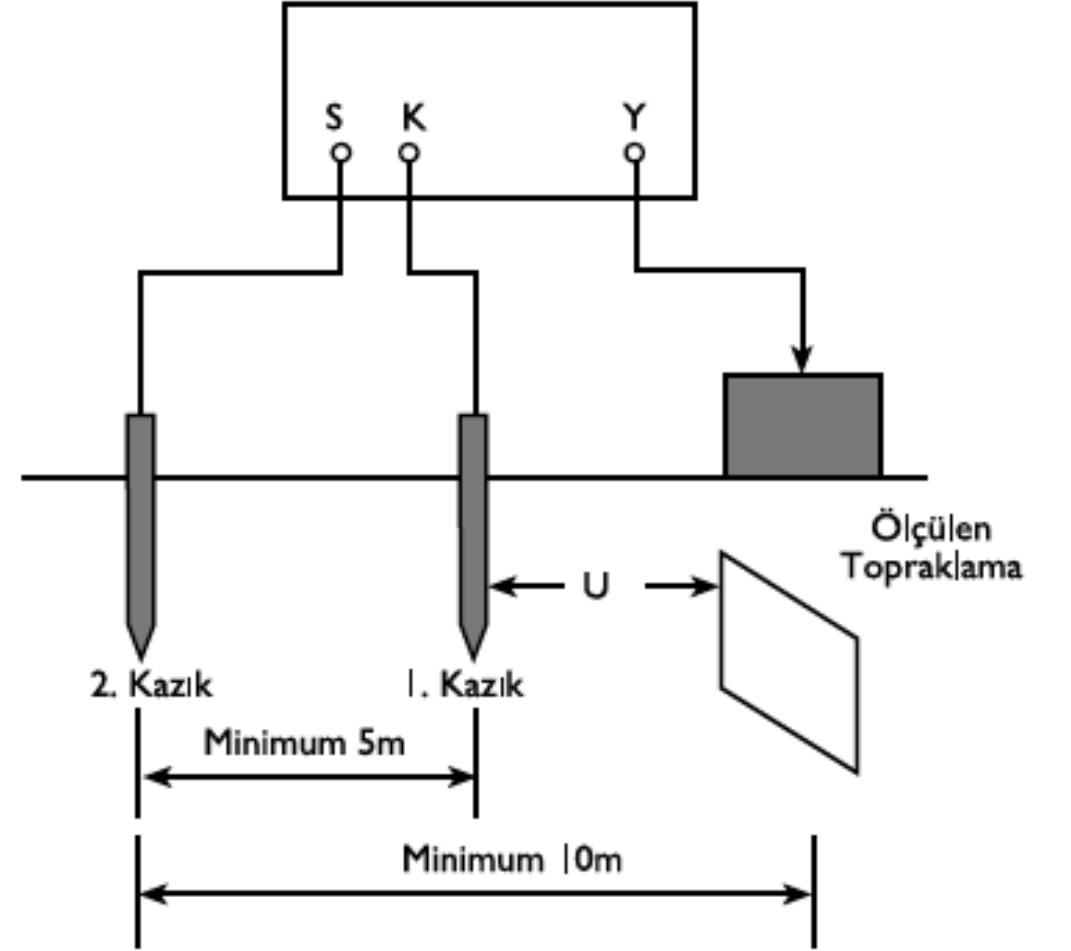 S K Y
Ölçülen
Topraklama
U
2. Kazık
1. Kazık
Minimum 5m
Minimum 10m